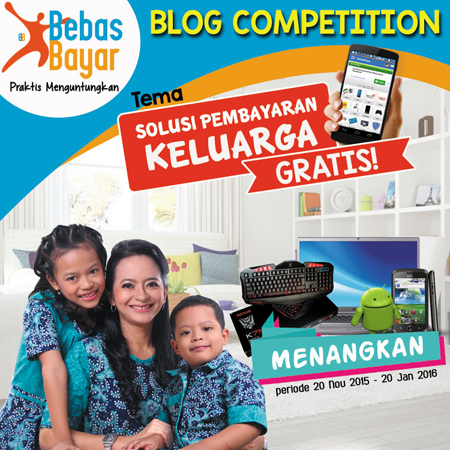 Bebas
Bayar
Praktis Menguntungkan
BLOG COMPETITION
Tema
SOLUSI PEMBAYARAN
KELUARGA
GRATIS!
MENANGKAN
periode 20 Nov 2015 - 20 Jan 2016